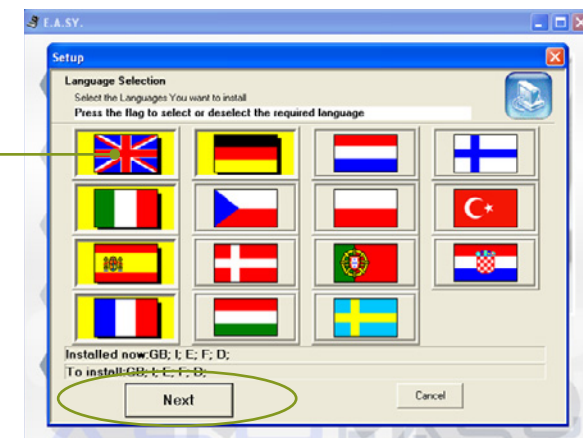 E.A.SY.
Setup
Language Selection
Select the Languages You want to install
Press the flag to select or deselect the required language
Installed now:GB; I; E; F; D;
To install:GB; I; E; F; D;
Next
Cancel